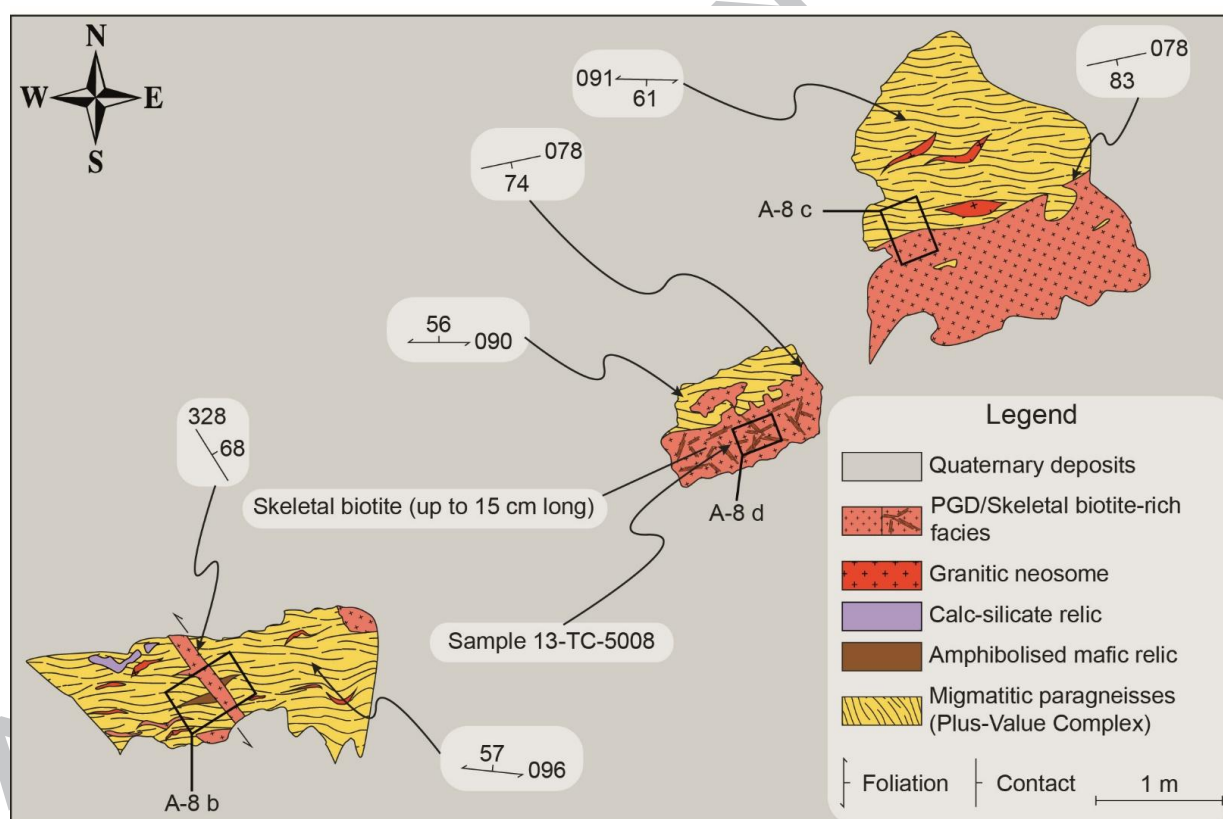 N
W E
S
091
61
078
83
078
74
A-8 c
56
090
328
68
Skeletal biotite (up to 15 cm long)
A-8 d
Sample 13-TC-5008
57
096
A-8 b
Legend
Quaternary deposits
PGD/Skeletal biotite-rich
facies
Granitic neosome
Calc-silicate relic
Amphibolised mafic relic
Migmatitic paragneisses
(Plus-Value Complex)
Foliation
Contact
1 m